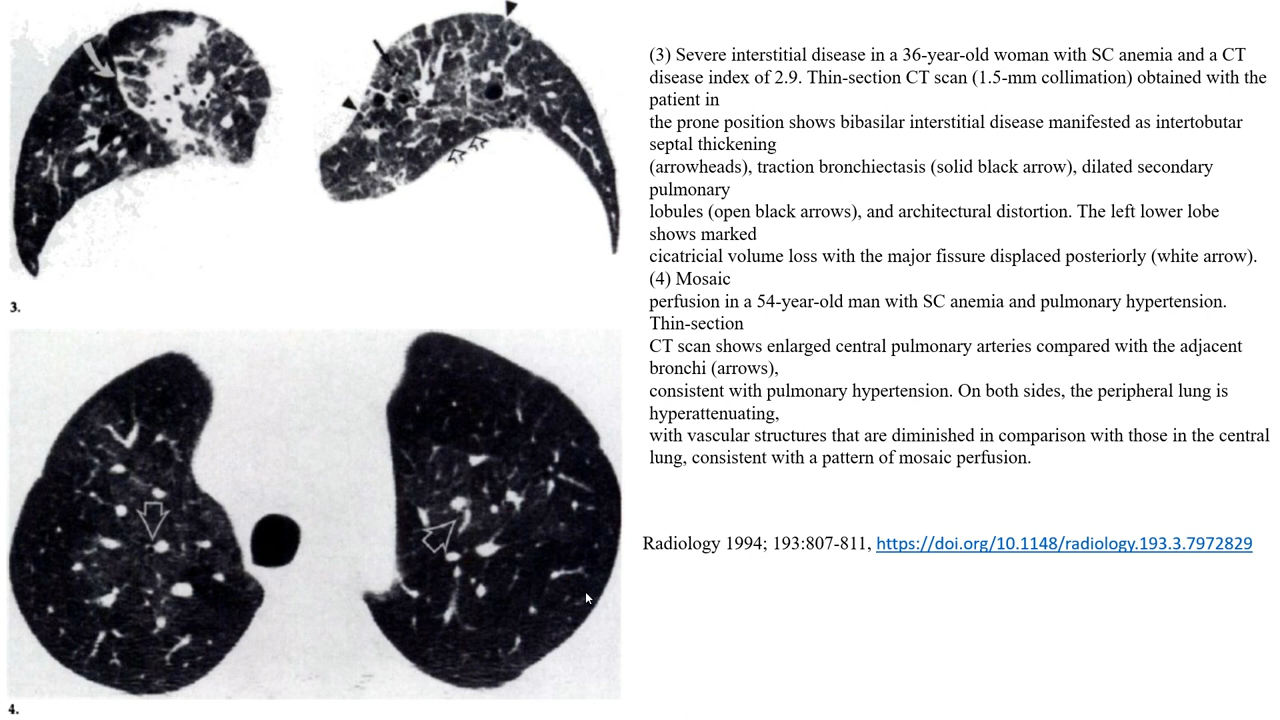 (3) Severe interstitial disease in a 36-year-old woman with SC anemia and a CT
disease index of 2.9. Thin-section CT scan (1.5-mm collimation) obtained with the
patient in
the prone position shows bibasilar interstitial disease manifested as intertobutar
septal thickening
(arrowheads), traction bronchiectasis (solid black arrow), dilated secondary
pulmonary
lobules (open black arrows), and architectural distortion. The left lower lobe
shows marked
cicatricial volume loss with the major fissure displaced posteriorly (white arrow).
(4) Mosaic
perfusion in a 54-year-old man with SC anemia and pulmonary hypertension.
Thin-section
CT scan shows enlarged central pulmonary arteries compared with the adjacent
bronchi (arrows),
consistent with pulmonary hypertension. On both sides, the peripheral lung is
hyperattenuating,
with vascular structures that are diminished in comparison with those in the central
lung, consistent with a pattern of mosaic perfusion.
3.
Radiology 1994; 193:807-811, https://doi.org/10.1148/radiology.193.3.7972829
4.